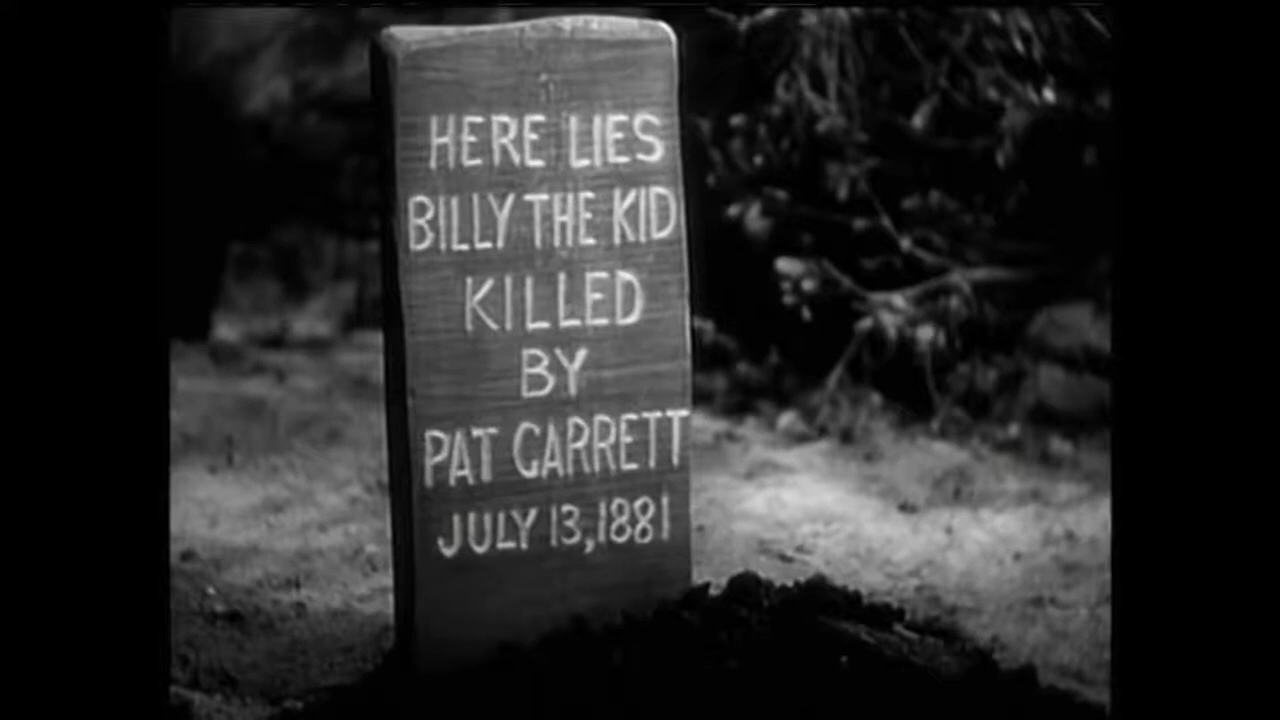 HERE LIES
BILLY THE KID
KILLED
BY
PAT GARRETT
JULY 13, 1881